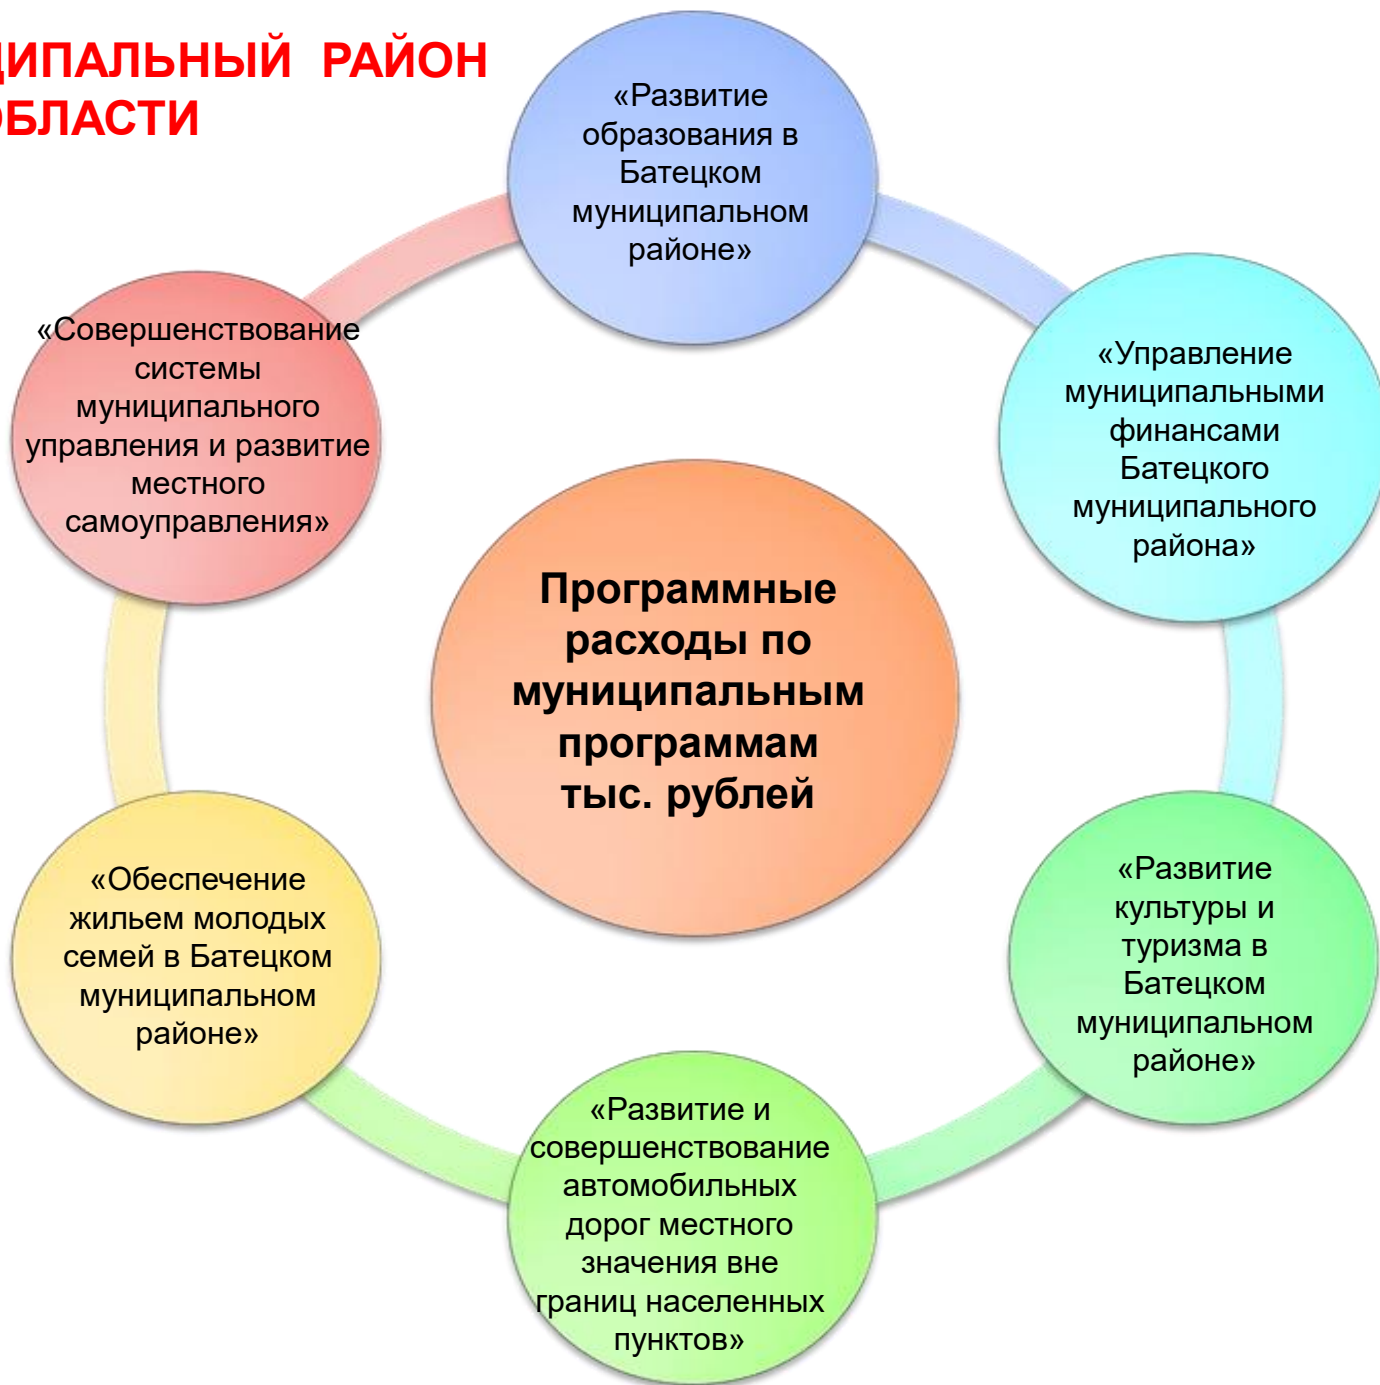 ЦИПАЛЬНЫЙ РАЙОН
ОБЛАСТИ
«Развитие
образования в
Батецком
муниципальном
районе»
«Управление
муниципальными
финансами
Батецкого
муниципального
района»
«Развитие
культуры и
туризма в
Батецком
муниципальном
районе»
«Развитие и
совершенствование
автомобильных
дорог местного
значения вне
границ населенных
пунктов»
«Обеспечение
жильем молодых
семей в Батецком
муниципальном
районе»
«Совершенствование
системы
муниципального
управления и развитие
местного
самоуправления»
Программные
расходы по
муниципальным
программам
тыс. рублей